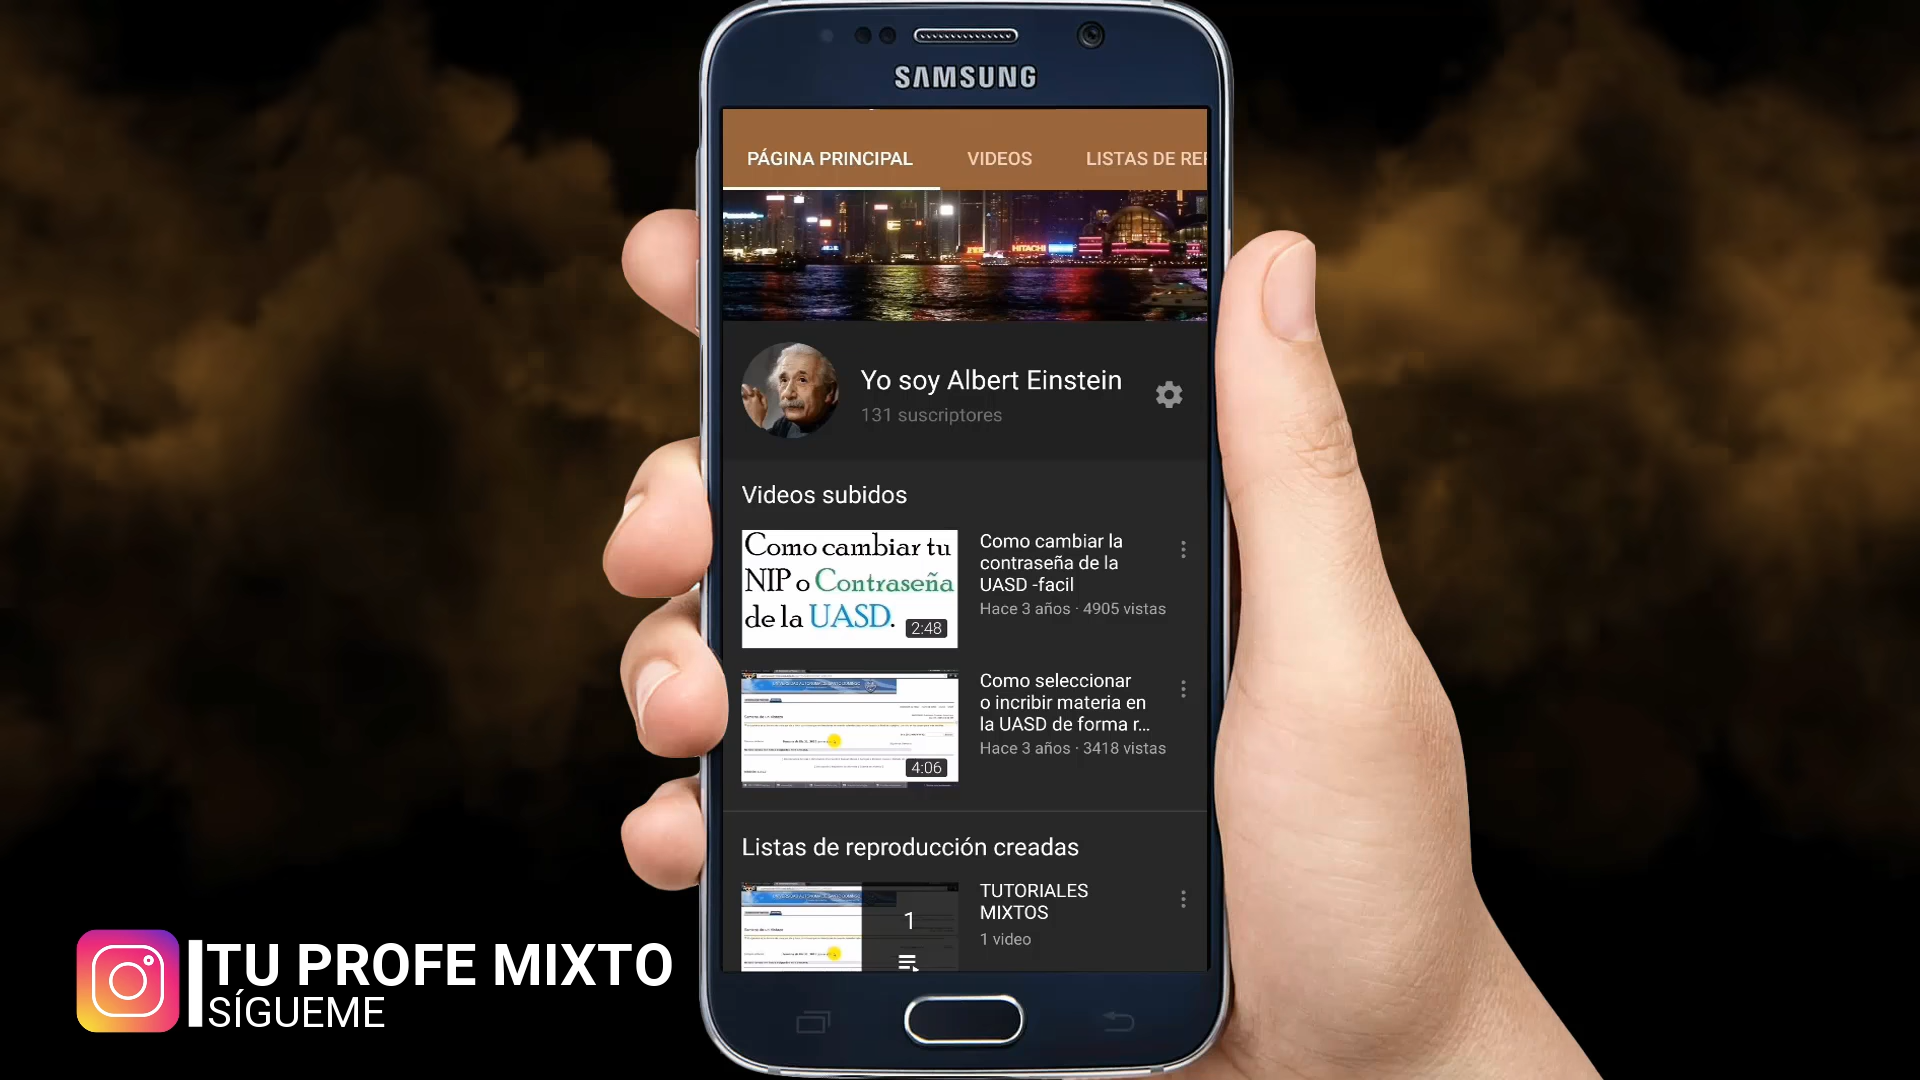 SAMSUNG
PÁGINA PRINCIPAL VIDEOS LISTAS DE REP
Panasonic
HITACHI
Yo soy Albert Einstein
131 suscriptores
Videos subidos
Como cambiar tu
NIP o Contraseña
de la UASD.
2:48
Como cambiar la
contraseña de la
UASD -facil
Hace 3 años · 4905 vistas
4:06
Como seleccionar
o incribir materia en
la UASD de forma r...
Hace 3 años · 3418 vistas
Listas de reproducción creadas
1
TUTORIALES
MIXTOS
1 video
TU PROFE MIXTO
SÍGUEME